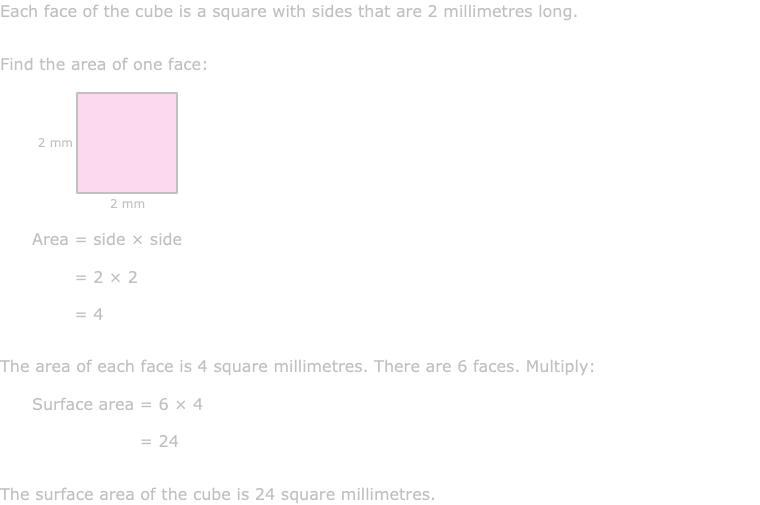 Each face of the cube is a square with sides that are 2 millimetres long.
Find the area of one face:
2 mm
2 mm
Area = side × side
= 2 × 2
= 4
The area of each face is 4 square millimetres. There are 6 faces. Multiply:
Surface area = 6 × 4
= 24
The surface area of the cube is 24 square millimetres.